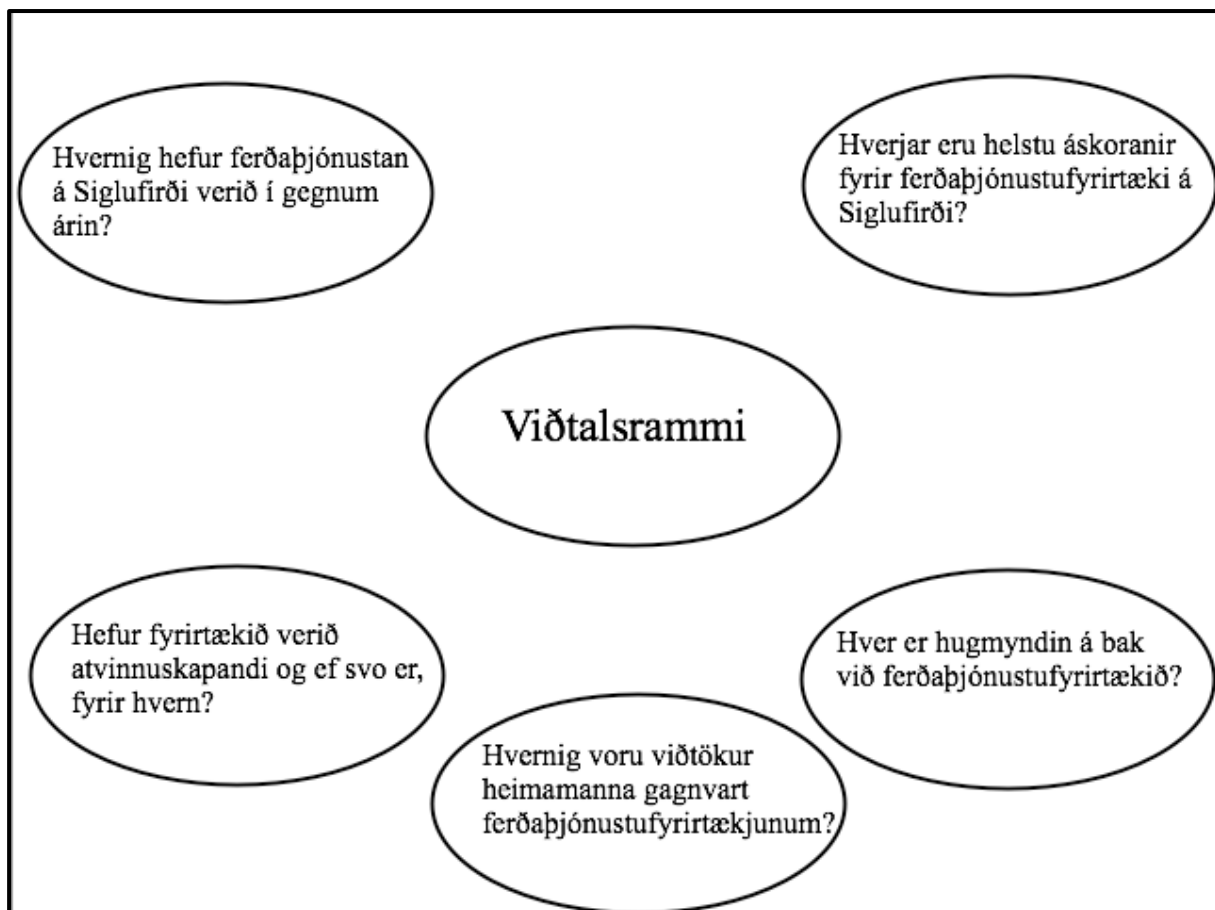 Hvernig hefur ferðaþjónustan
á Siglufirði verið í gegnum
árin?
Hverjar eru helstu áskoranir
fyrir ferðaþjónustufyrirtæki á
Siglufirði?
Viðtalsrammi
Hefur fyrirtækið verið
atvinnuskapandi og ef svo er,
fyrir hvern?
Hver er hugmyndin á bak
við ferðaþjónustufyrirtækið?
Hvernig voru viðtökur
heimamanna gagnvart
ferðaþjónustufyrirtækjunum?